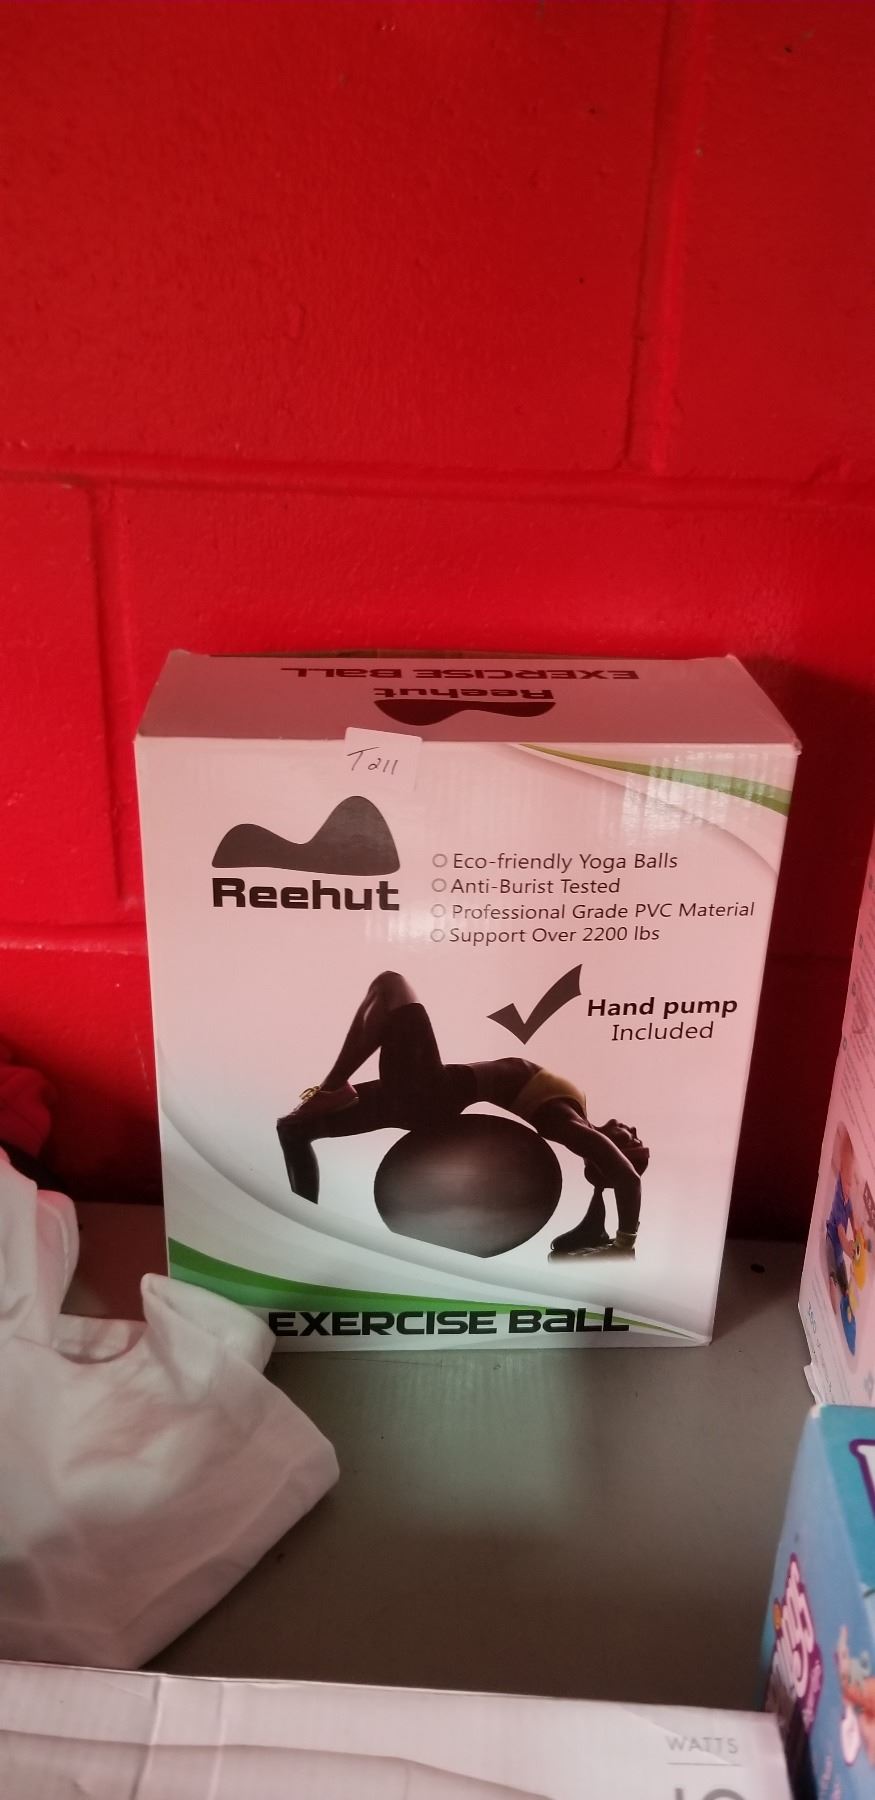 EXERCISE BALL
Reehut
Tall
Reehut
Eco-friendly Yoga Balls
Anti-Burist Tested
Professional Grade PVC Material
Support Over 2200 lbs
Hand pump
Included
EXERCISE BALL
WATTS